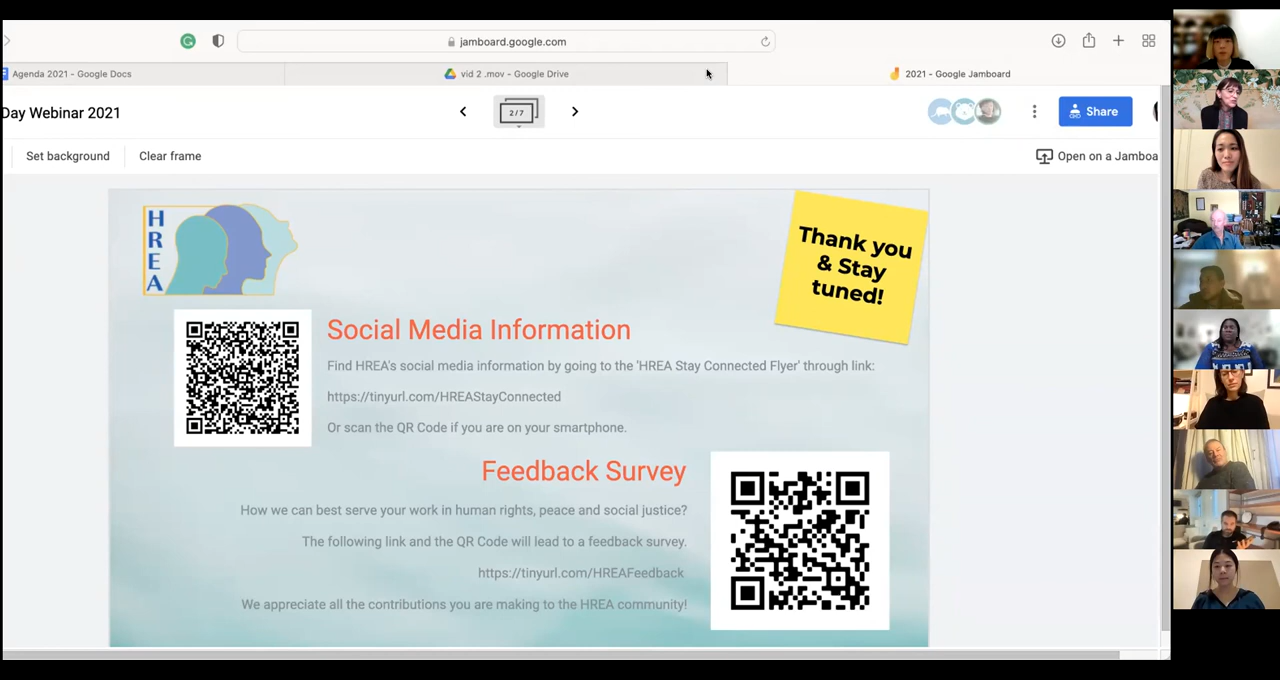 jamboard.google.com
Agenda 2021 - Google Docs
vid 2 .mov - Google Drive
2021 - Google Jamboard
Day Webinar 2021
2/7
Share
Set background
Clear frame
Open on a Jamboa
HREA
Thank you
& Stay
tuned!
Social Media Information
Find HREA's social media information by going to the 'HREA Stay Connected Flyer' through link:
https://tinyurl.com/HREAStayConnected
Or scan the QR Code if you are on your smartphone.
Feedback Survey
How we can best serve your work in human rights, peace and social justice?
The following link and the QR Code will lead to a feedback survey.
https://tinyurl.com/HREAFeedback
We appreciate all the contributions you are making to the HREA community!